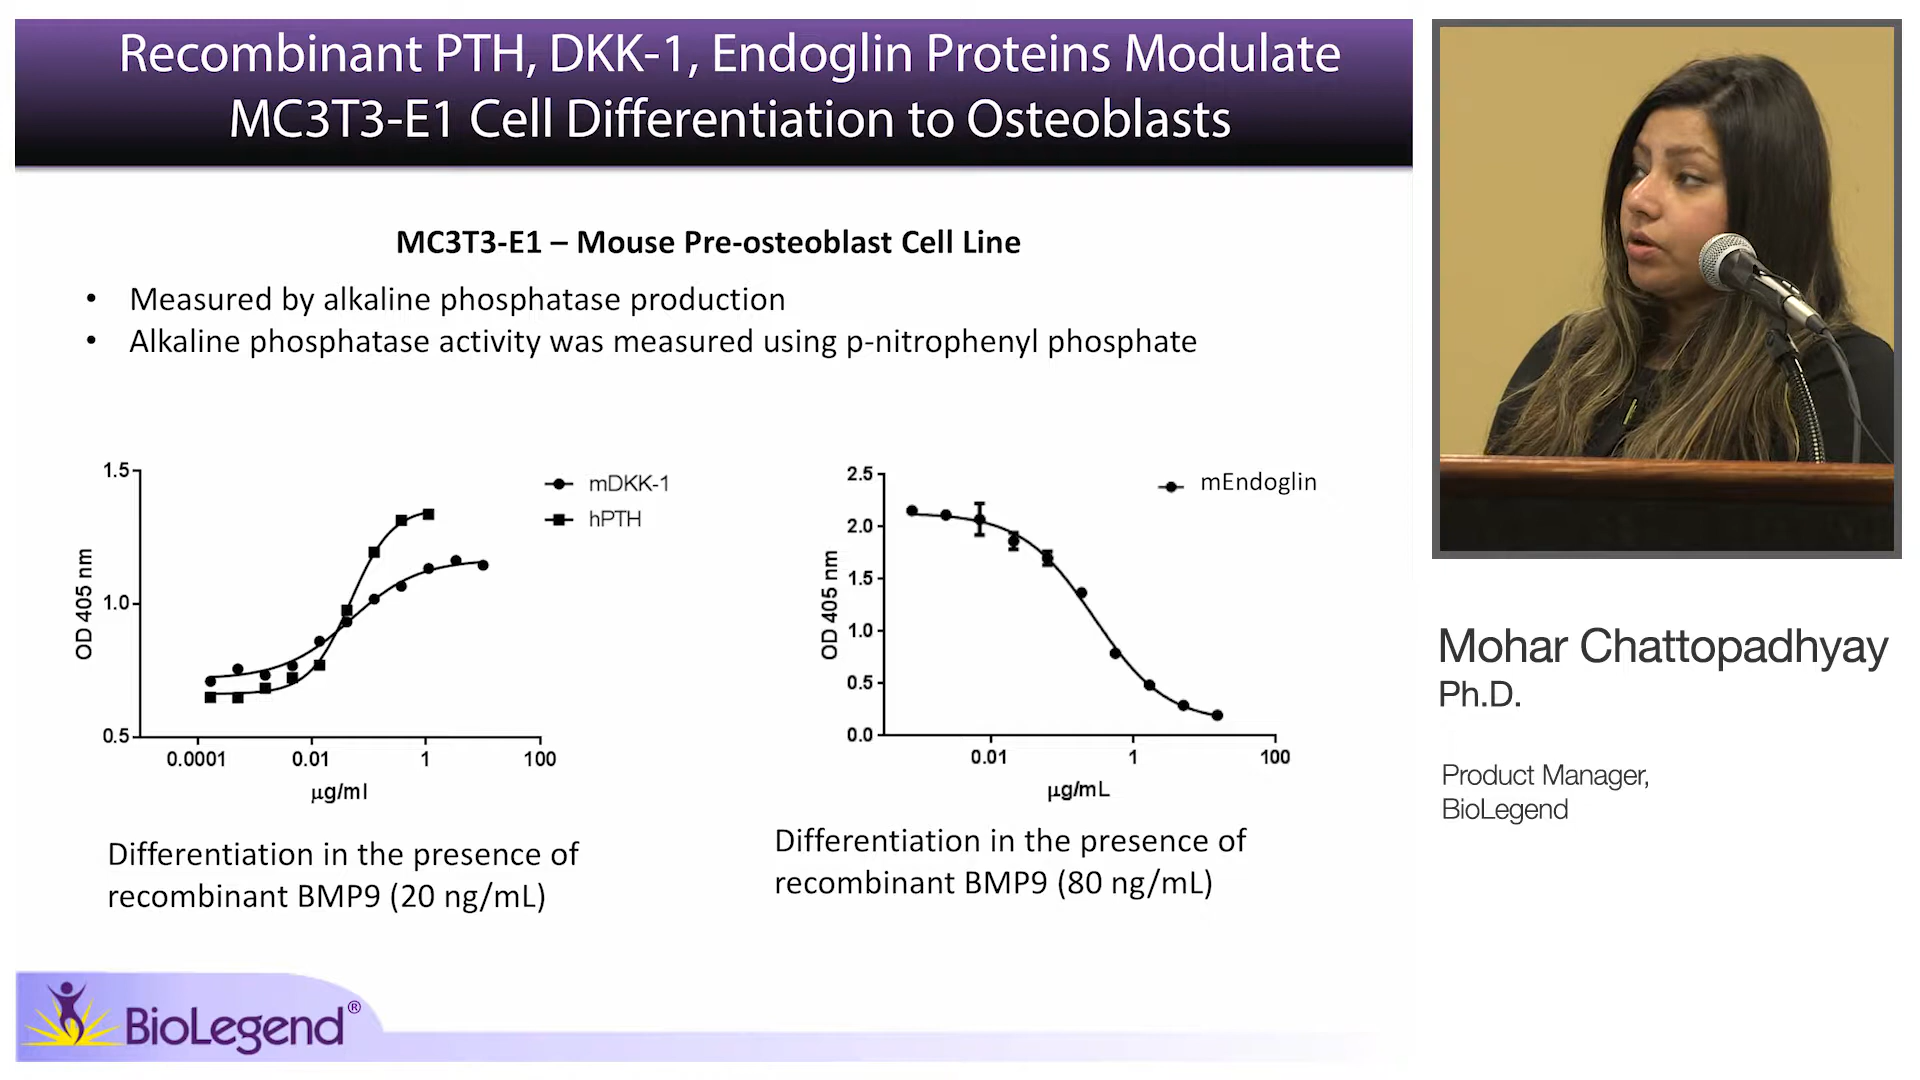 Recombinant PTH, DKK-1, Endoglin Proteins Modulate
MC3T3-E1 Cell Differentiation to Osteoblasts
MC3T3-E1 – Mouse Pre-osteoblast Cell Line
• Measured by alkaline phosphatase production
• Alkaline phosphatase activity was measured using p-nitrophenyl phosphate
1.5
1.0
0.5
OD 405 nm
mDKK-1
hPTH
0.0001 0.01 1 100
µg/ml
Differentiation in the presence of
recombinant BMP9 (20 ng/mL)
2.5
2.0
1.5
1.0
0.5
0.0
OD 405 nm
mEndoglin
0.01 1 100
µg/mL
Differentiation in the presence of
recombinant BMP9 (80 ng/mL)
BioLegend®
Mohar Chattopadhyay
Ph.D.
Product Manager,
BioLegend